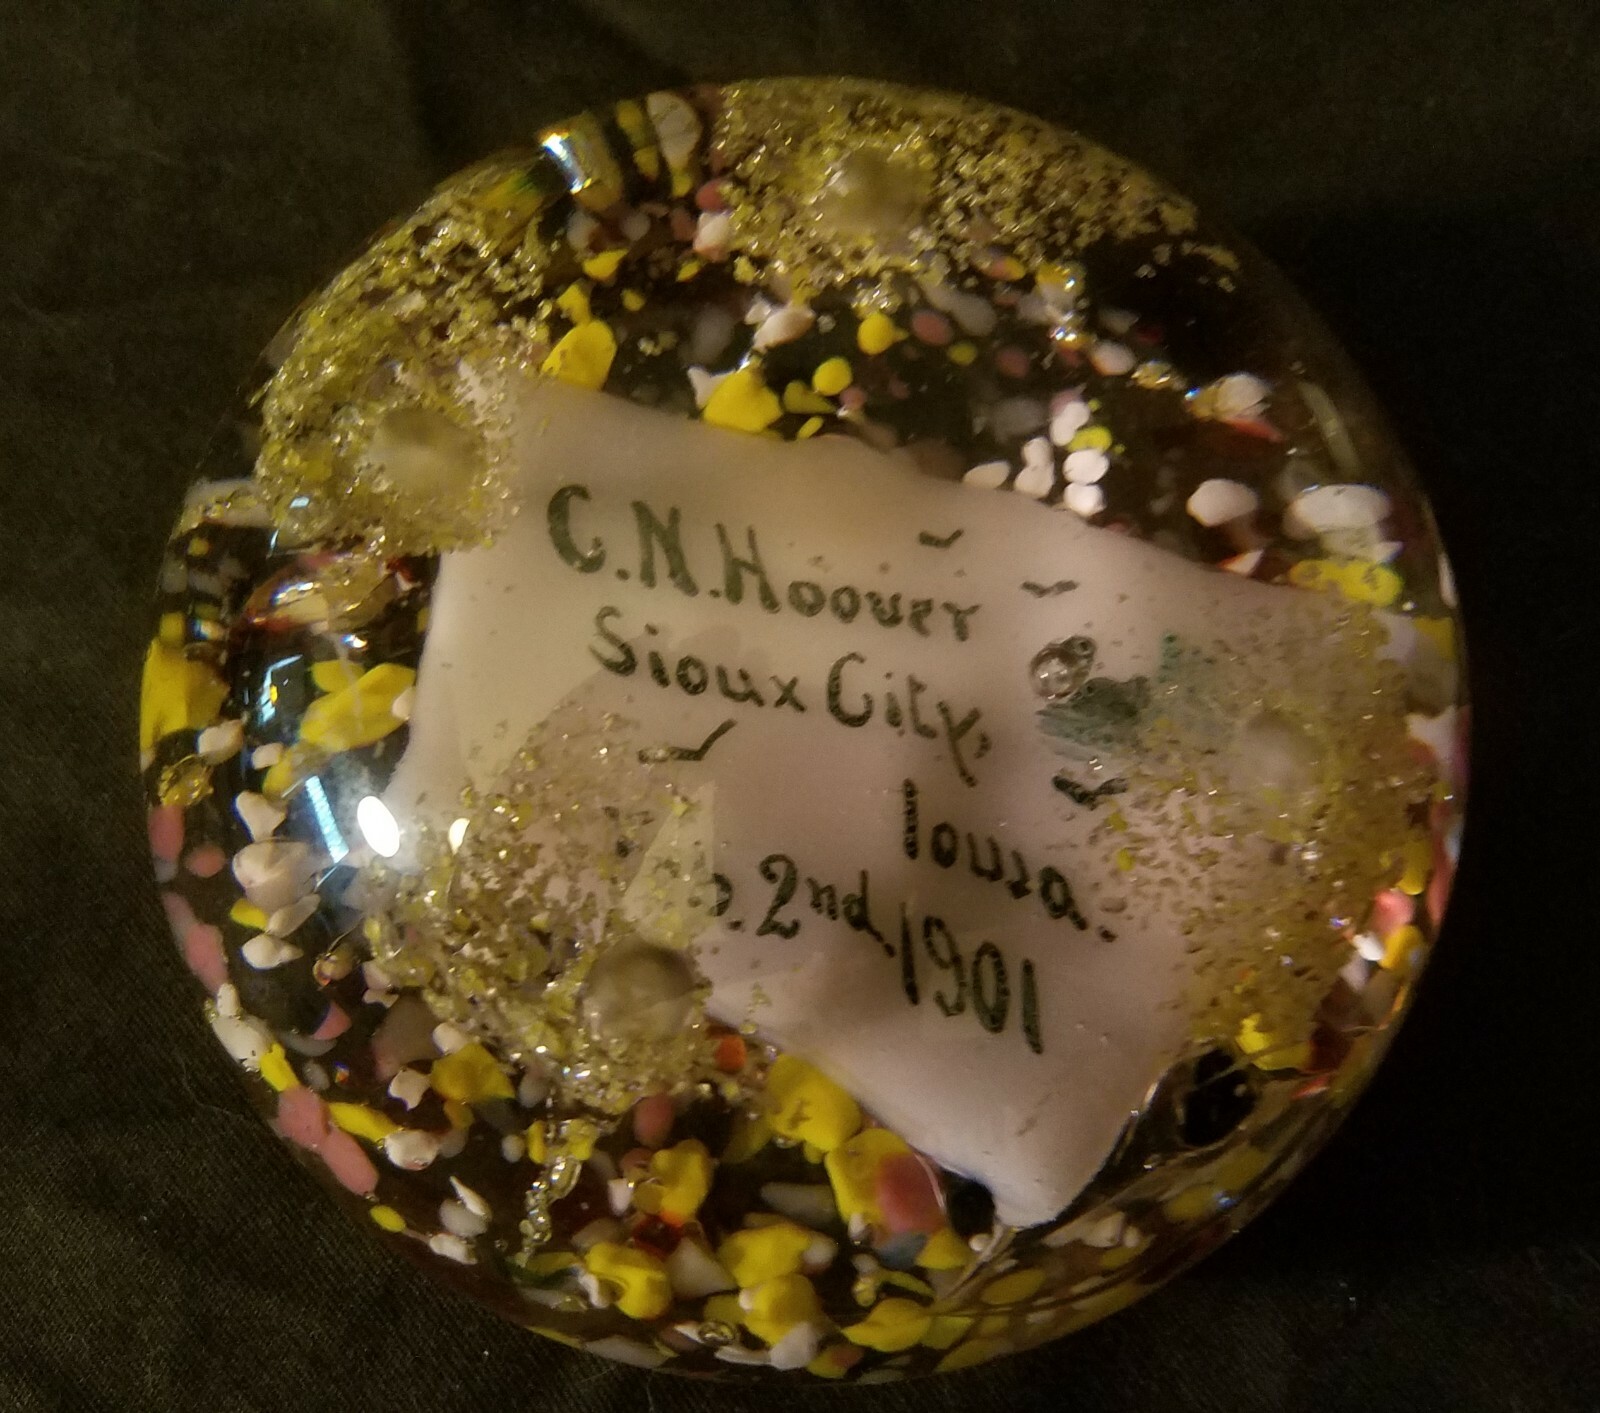 C.N. Hoover
Sioux City,
Iowa.
2nd, 1901